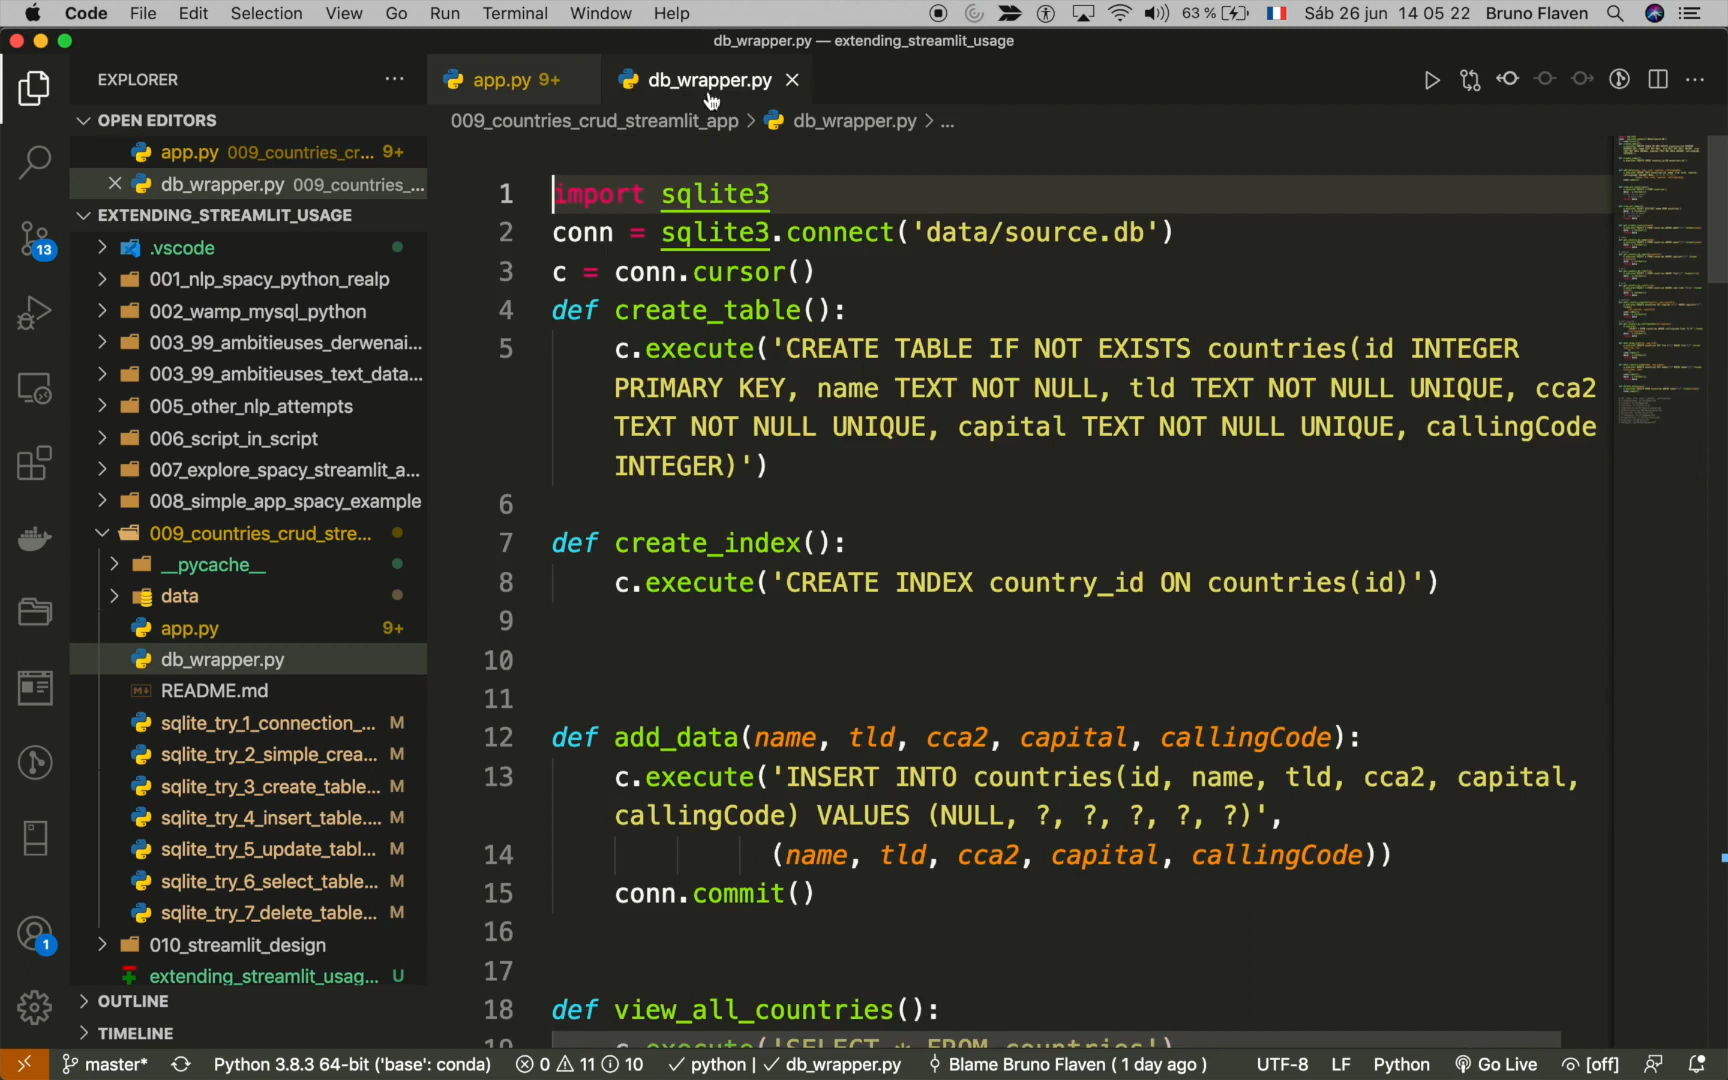 Code File Edit Selection View Go Run Terminal Window Help 63 % Sáb 26 jun 14 05 22 Bruno Flaven
db_wrapper.py — extending_streamlit_usage
EXPLORER ...
app.py 9+
db_wrapper.py
009_countries_crud_streamlit_app > db_wrapper.py > ...
OPEN EDITORS
app.py 009_countries_cr... 9+
db_wrapper.py 009_countries_...
EXTENDING_STREAMLIT_USAGE
.vscode
001_nlp_spacy_python_realp
002_wamp_mysql_python
003_99_ambitieuses_derwenai...
003_99_ambitieuses_text_data...
005_other_nlp_attempts
006_script_in_script
007_explore_spacy_streamlit_a...
008_simple_app_spacy_example
009_countries_crud_stre...
__pycache__
data
app.py 9+
db_wrapper.py
README.md
sqlite_try_1_connection_... M
sqlite_try_2_simple_crea... M
sqlite_try_3_create_table... M
sqlite_try_4_insert_table.... M
sqlite_try_5_update_tabl... M
sqlite_try_6_select_table... M
sqlite_try_7_delete_table... M
010_streamlit_design
extending_streamlit_usag... U
OUTLINE
TIMELINE
13
1
1 import sqlite3
2 conn = sqlite3.connect('data/source.db')
3 c = conn.cursor()
4 def create_table():
5 c.execute('CREATE TABLE IF NOT EXISTS countries(id INTEGER
PRIMARY KEY, name TEXT NOT NULL, tld TEXT NOT NULL UNIQUE, cca2
TEXT NOT NULL UNIQUE, capital TEXT NOT NULL UNIQUE, callingCode
INTEGER)')
6
7 def create_index():
8 c.execute('CREATE INDEX country_id ON countries(id)')
9
10
11
12 def add_data(name, tld, cca2, capital, callingCode):
13 c.execute('INSERT INTO countries(id, name, tld, cca2, capital,
callingCode) VALUES (NULL, ?, ?, ?, ?, ?)',
14 (name, tld, cca2, capital, callingCode))
15 conn.commit()
16
17
18 def view_all_countries():
19 c.execute('SELECT * FROM countries')
master* Python 3.8.3 64-bit ('base': conda) 0 11 10 python | db_wrapper.py Blame Bruno Flaven ( 1 day ago ) UTF-8 LF Python Go Live [off]